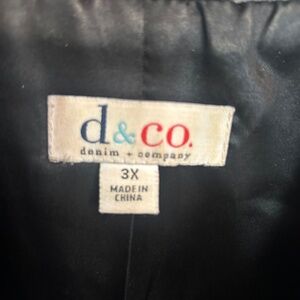 d&co.
denim + company
3X
MADE IN
CHINA